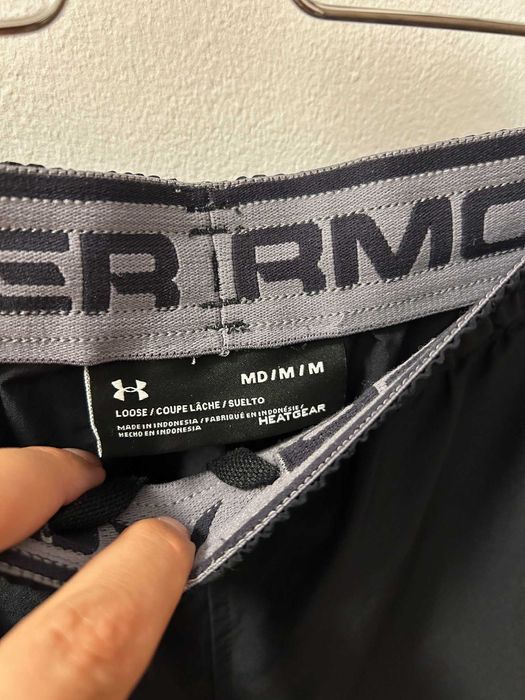 ER RMO
MD / M / M
LOOSE / COUPE LÂCHE / SUELTO
MADE IN INDONESIA / FABRIQUÉ EN INDONÉSIE /
HECHO EN INDONESIA
HEATGEAR